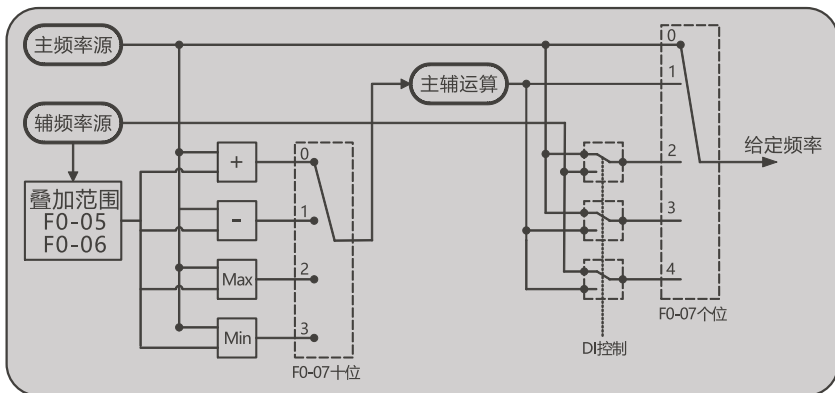 主频率源
辅频率源
叠加范围
F0-05
F0-06
+
-
Max
Min
0
1
2
3
F0-07十位
主辅运算
DI控制
0
1
2
3
4
F0-07个位
给定频率